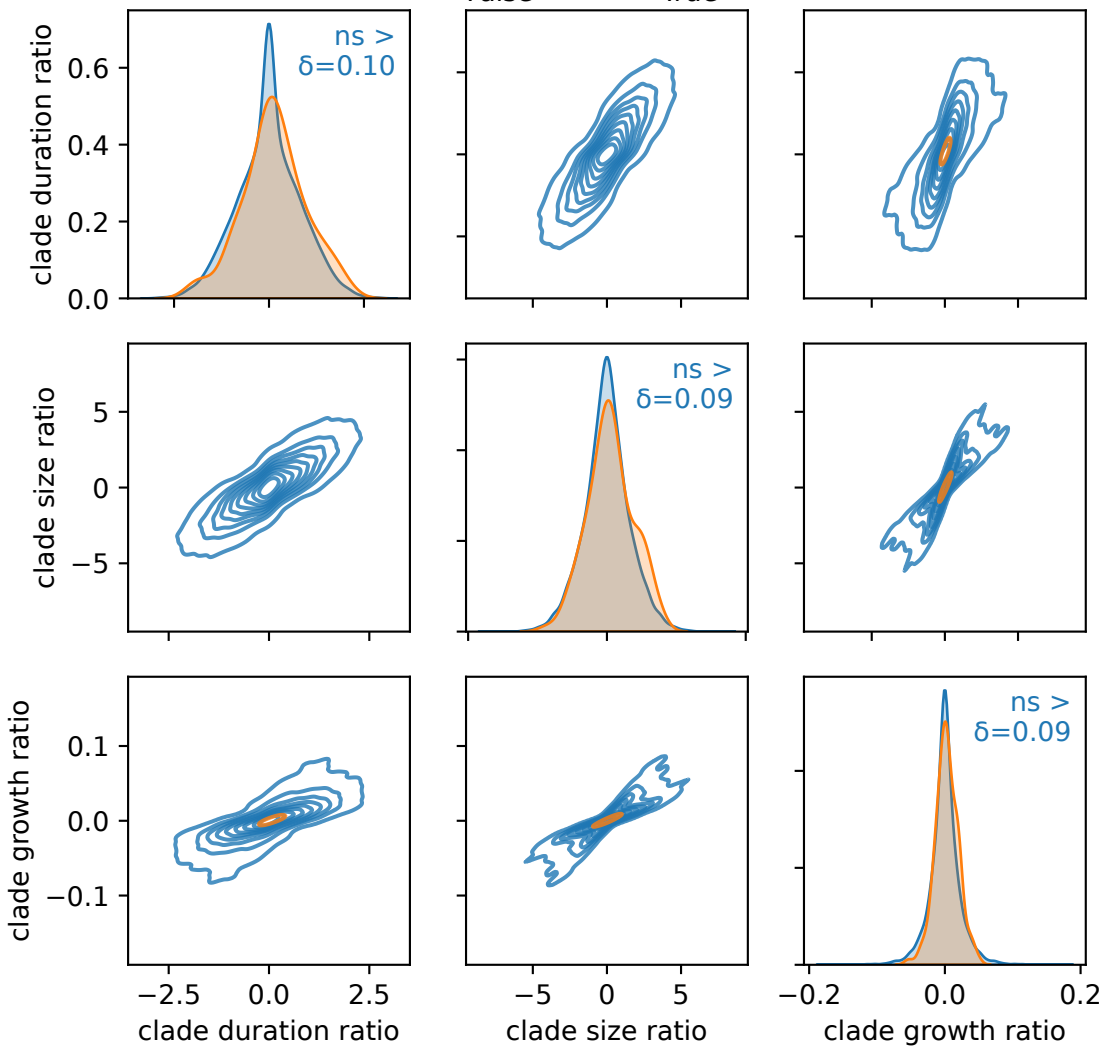 clade duration ratio
0.6
0.4
0.2
0.0
ns >
δ=0.10
clade size ratio
5
0
−5
ns >
δ=0.09
clade growth ratio
0.1
0.0
−0.1
ns >
δ=0.09
−2.5
0.0
2.5
−5
0
5
−0.2
0.0
0.2
clade duration ratio
clade size ratio
clade growth ratio